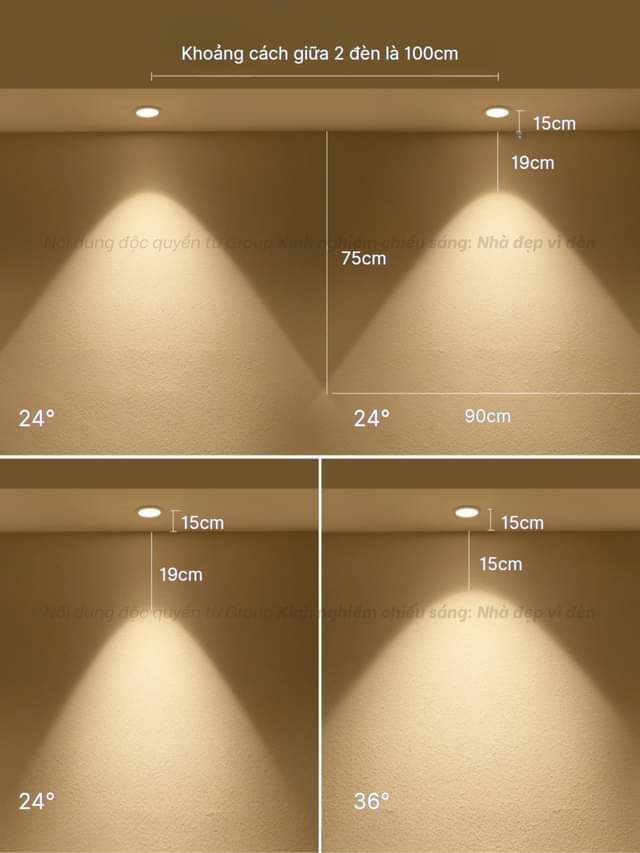 Khoảng cách giữa 2 đèn là 100cm
15cm
19cm
Nội dung độc quyền từ Group Kinh nghiệm chiếu sáng: Nhà đẹp vì đèn
75cm
24°
24°
90cm
15cm
15cm
19cm
15cm
Nội dung độc quyền từ Group Kinh nghiệm chiếu sáng: Nhà đẹp vì đèn
24°
36°